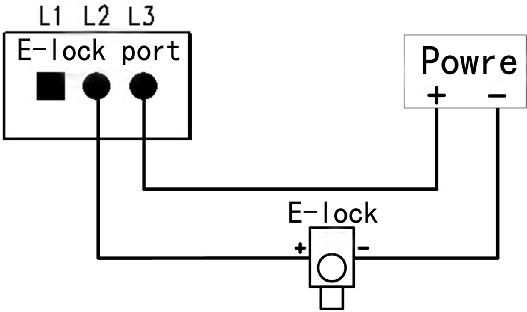 L1 L2 L3
E-lock port
Powre
+ −
E-lock
+ −